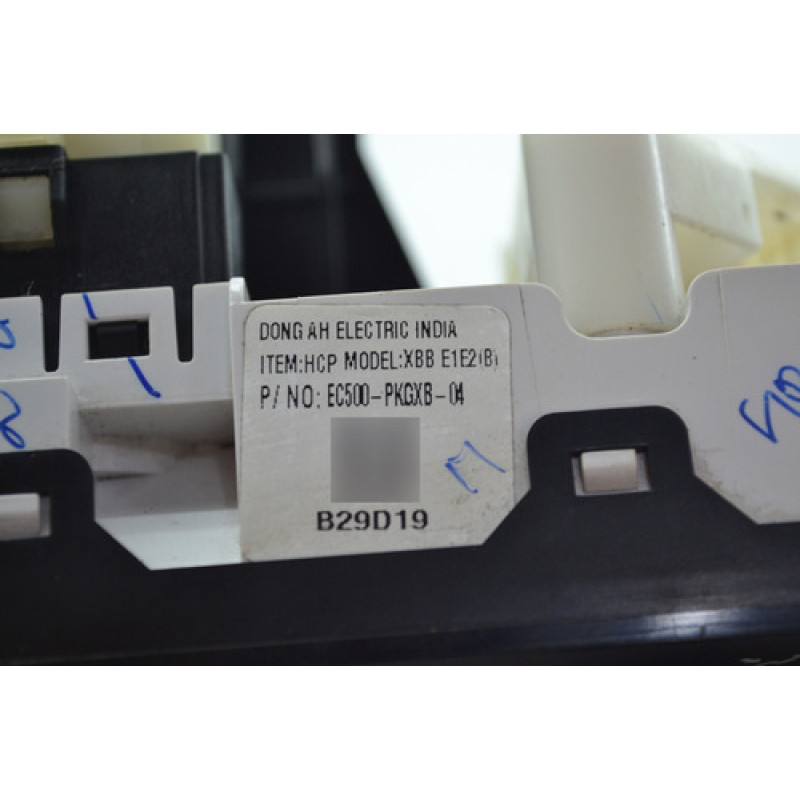 DONG AH ELECTRIC INDIA
ITEM:HCP MODEL:XBB E1E2(B)
P/ NO: EC500-PKGXB-04
B29D19